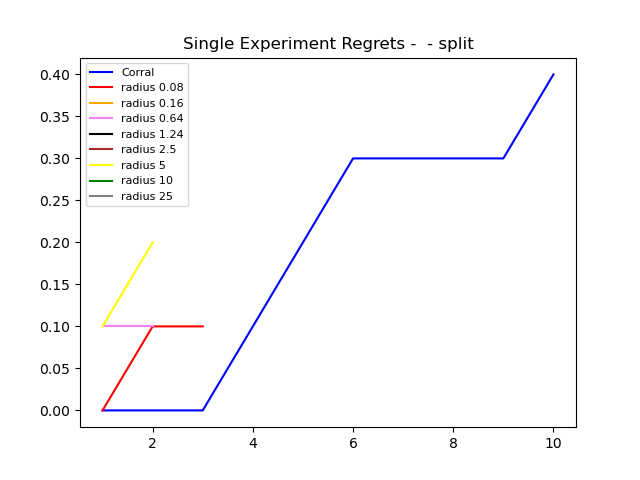 Single Experiment Regrets -  - split
Corral
radius 0.08
radius 0.16
radius 0.64
radius 1.24
radius 2.5
radius 5
radius 10
radius 25
0.40
0.35
0.30
0.25
0.20
0.15
0.10
0.05
0.00
2 4 6 8 10